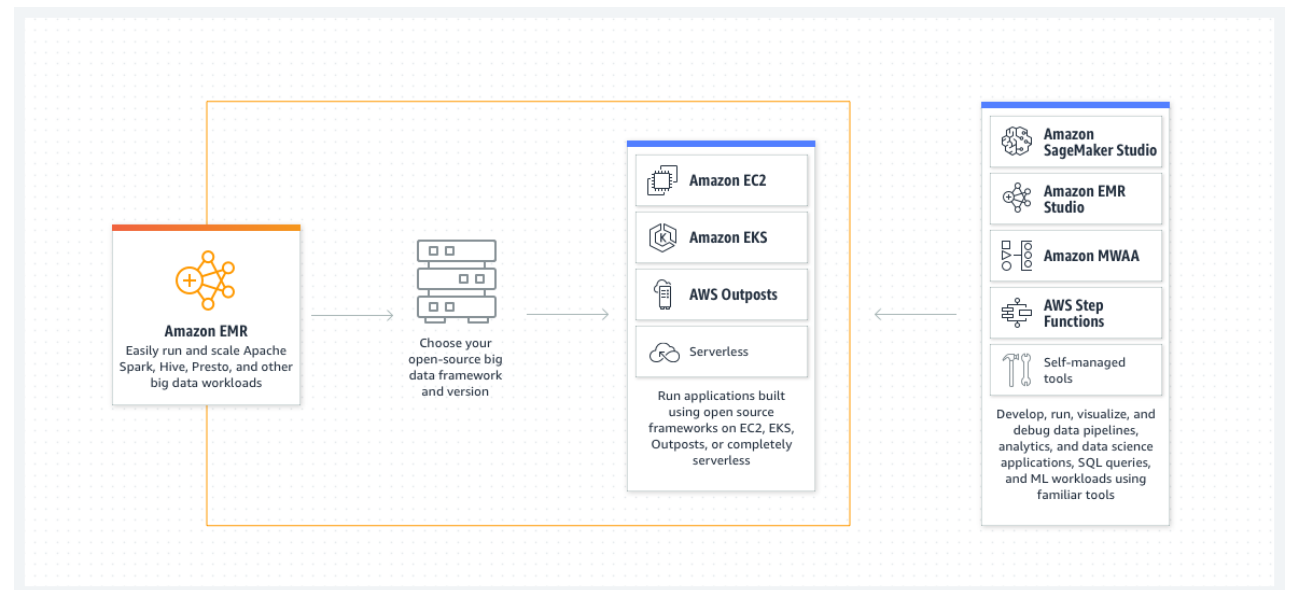 Amazon EMR
Easily run and scale Apache
Spark, Hive, Presto, and other
big data workloads
Choose your
open-source big
data framework
and version
Amazon EC2
Amazon EKS
AWS Outposts
Serverless
Run applications built
using open source
frameworks on EC2, EKS,
Outposts, or completely
serverless
Amazon
SageMaker Studio
Amazon EMR
Studio
Amazon MWAA
AWS Step
Functions
Self-managed
tools
Develop, run, visualize, and
debug data pipelines,
analytics, and data science
applications, SQL queries,
and ML workloads using
familiar tools